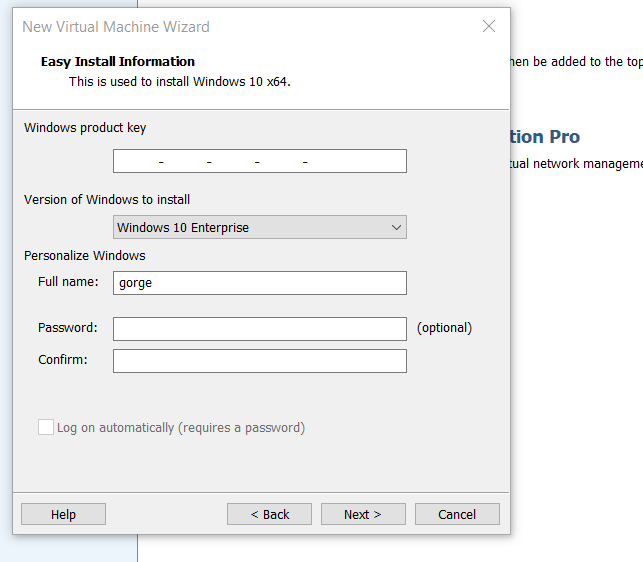 New Virtual Machine Wizard
Easy Install Information
This is used to install Windows 10 x64.
hen be added to the top
Windows product key
tion Pro
- - - -
tual network manageme
Version of Windows to install
Windows 10 Enterprise
Personalize Windows
Full name: gorge
Password: (optional)
Confirm:
Log on automatically (requires a password)
Help < Back Next > Cancel